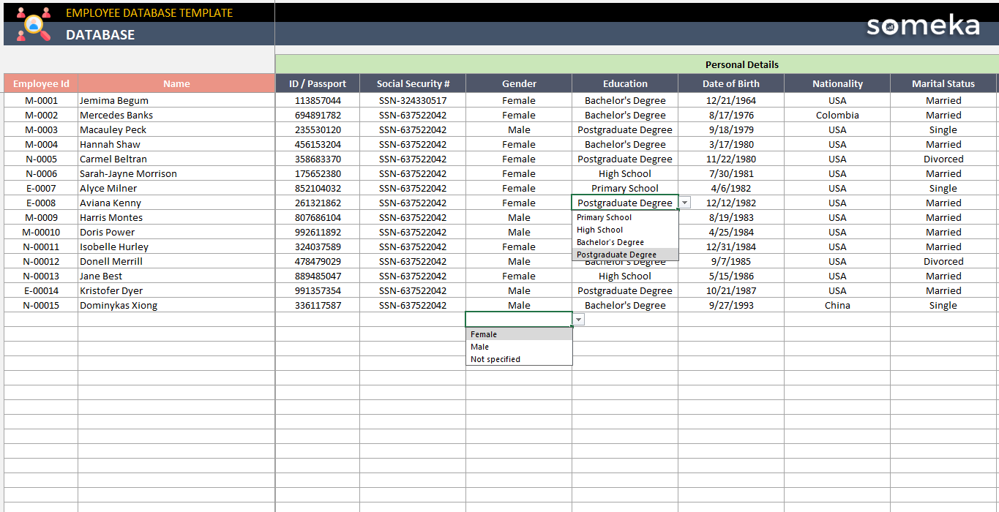 EMPLOYEE DATABASE TEMPLATE
DATABASE
someka
Personal Details
Employee Id Name ID / Passport Social Security # Gender Education Date of Birth Nationality Marital Status
M-0001 Jemima Begum 113857044 SSN-324330517 Female Bachelor's Degree 12/21/1964 USA Married
M-0002 Mercedes Banks 694891782 SSN-637522042 Female Bachelor's Degree 8/17/1976 Colombia Married
M-0003 Macauley Peck 235530120 SSN-637522042 Male Postgraduate Degree 9/18/1979 USA Single
M-0004 Hannah Shaw 456153204 SSN-637522042 Female Bachelor's Degree 3/17/1980 USA Married
N-0005 Carmel Beltran 358683370 SSN-637522042 Female Postgraduate Degree 11/22/1980 USA Divorced
N-0006 Sarah-Jayne Morrison 175652380 SSN-637522042 Female High School 7/30/1981 USA Married
E-0007 Alyce Milner 852104032 SSN-637522042 Female Primary School 4/6/1982 USA Single
E-0008 Aviana Kenny 261321862 SSN-637522042 Female Postgraduate Degree 12/12/1982 USA Married
M-0009 Harris Montes 807686104 SSN-637522042 Male Primary School 8/19/1983 USA Married
High School
M-00010 Doris Power 992611892 SSN-637522042 Male 4/25/1984 USA Married
Bachelor's Degree
N-00011 Isobelle Hurley 324037589 SSN-637522042 Female 12/31/1984 USA Married
Postgraduate Degree
N-00012 Donell Merrill 478479029 SSN-637522042 Male Bachelor's Degree 9/7/1985 USA Divorced
N-00013 Jane Best 889485047 SSN-637522042 Female High School 5/15/1986 USA Married
E-00014 Kristofer Dyer 991357354 SSN-637522042 Male Postgraduate Degree 10/21/1987 USA Married
N-00015 Dominykas Xiong 336117587 SSN-637522042 Male Bachelor's Degree 9/27/1993 China Single
Female
Male
Not specified